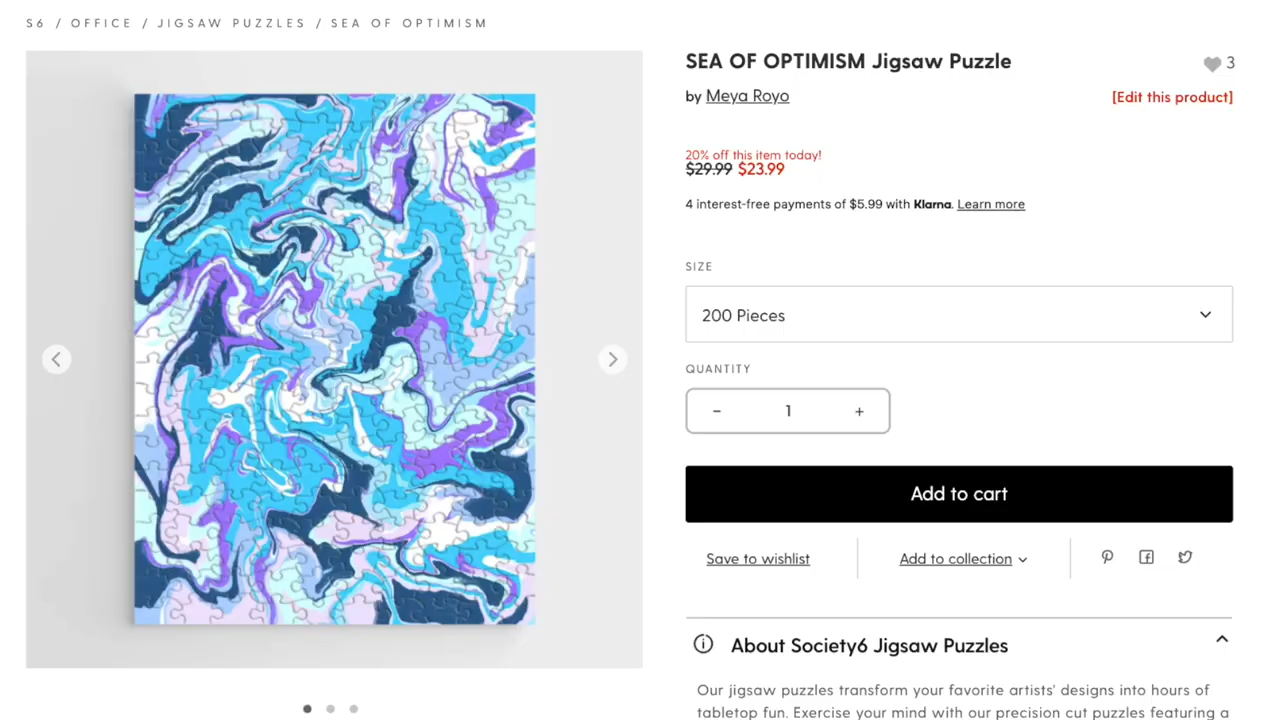 S6 / OFFICE / JIGSAW PUZZLES / SEA OF OPTIMISM
SEA OF OPTIMISM Jigsaw Puzzle
3
by Meya Royo
[Edit this product]
20% off this item today!
$29.99 $23.99
4 interest-free payments of $5.99 with Klarna. Learn more
SIZE
200 Pieces
QUANTITY
- 1 +
Add to cart
Save to wishlist
Add to collection
About Society6 Jigsaw Puzzles
Our jigsaw puzzles transform your favorite artists' designs into hours of
tabletop fun. Exercise your mind with our precision cut puzzles featuring a